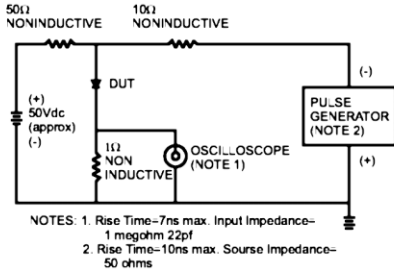 50Ω
NONINDUCTIVE
10Ω
NONINDUCTIVE
(+)
50Vdc
(approx)
(-)
DUT
1Ω
NON
INDUCTIVE
OSCILLOSCOPE
(NOTE 1)
(-)
PULSE
GENERATOR
(NOTE 2)
(+)
NOTES: 1. Rise Time=7ns max. Input Impedance=
1 megohm 22pf
2. Rise Time=10ns max. Sourse Impedance=
50 ohms